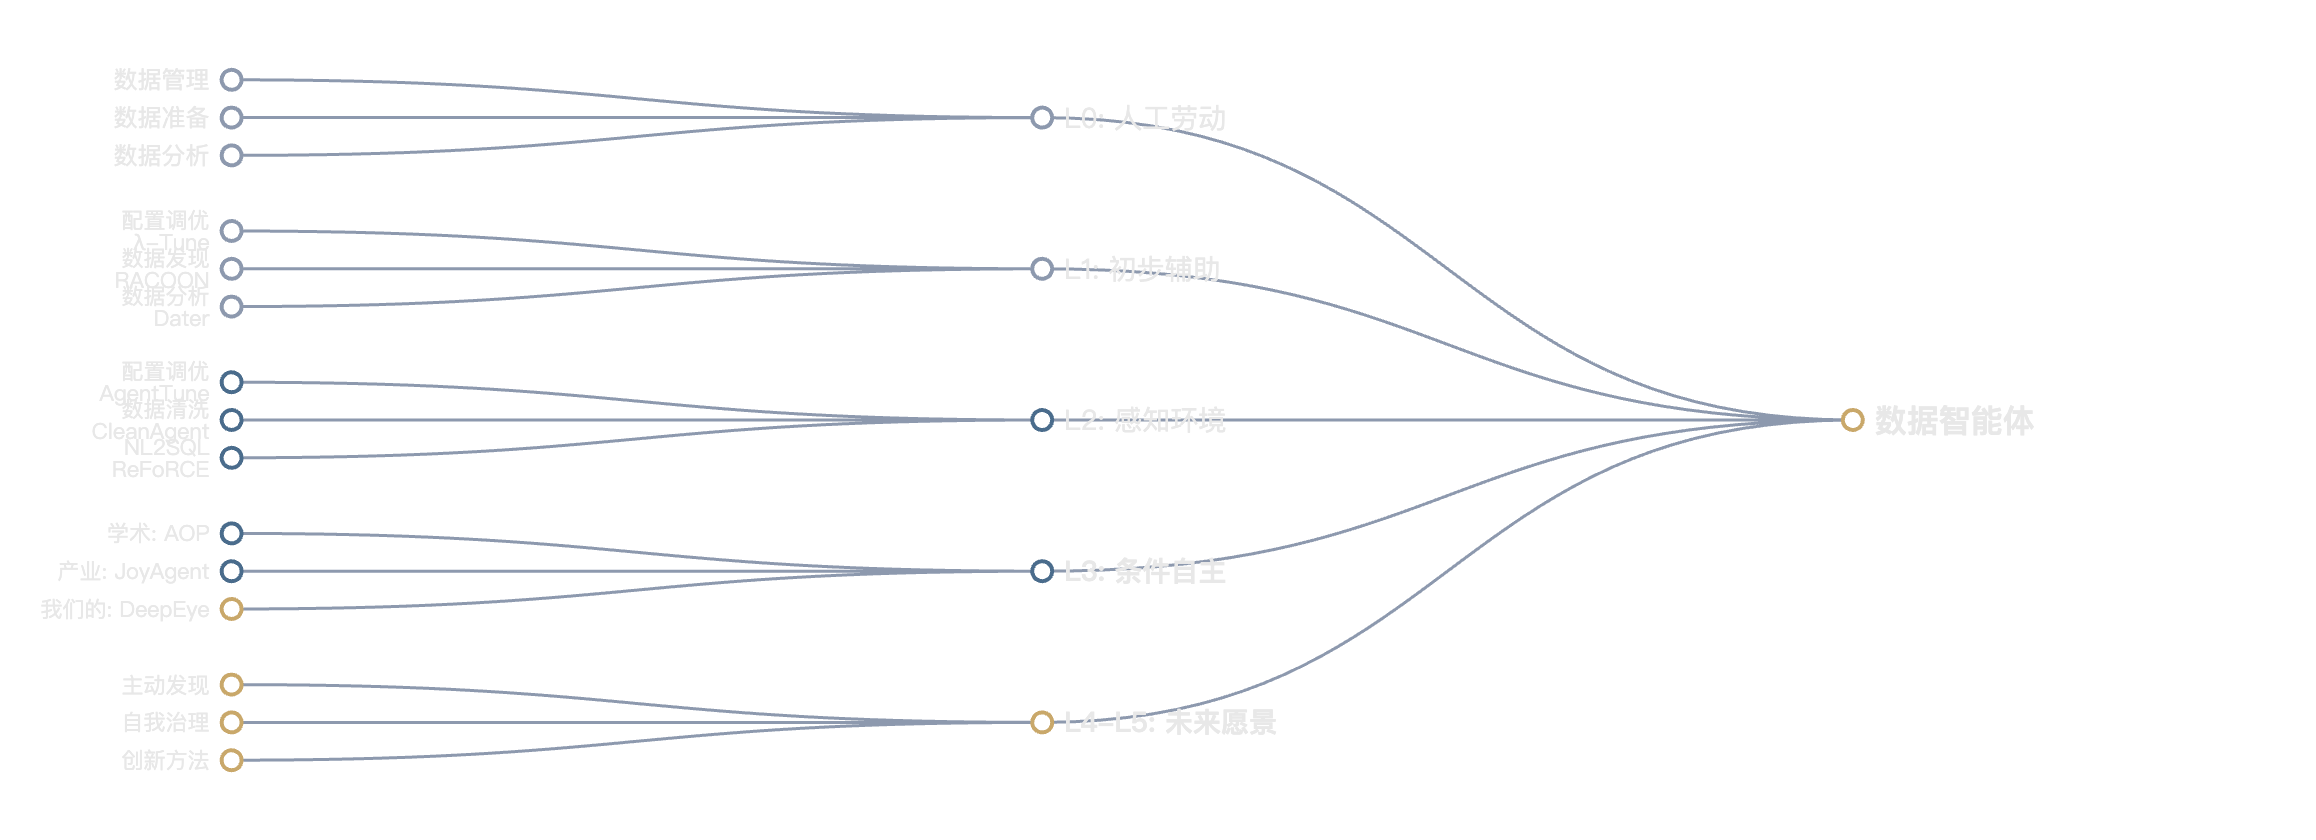 数据管理
数据准备
数据分析
L0: 人工劳动
配置调优
λ-Tune
数据发现
RACOON
数据分析
Dater
L1: 初步辅助
配置调优
AgentTune
数据清洗
CleanAgent
NL2SQL
ReFoRCE
L2: 感知环境
数据智能体
学术: AOP
产业: JoyAgent
我们的: DeepEye
L3: 条件自主
主动发现
自我治理
创新方法
L4-L5: 未来愿景